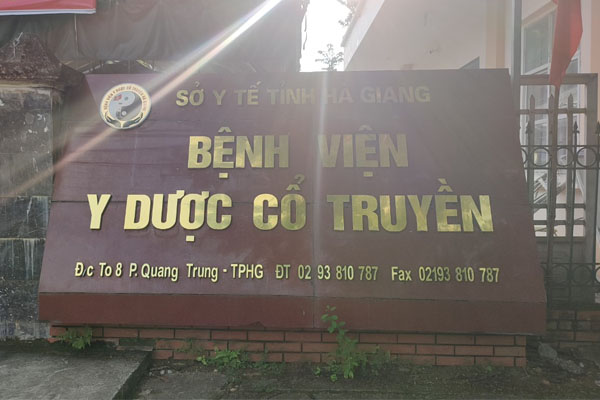 SỞ Y TẾ TỈNH HÀ GIANG
BỆNH VIỆN
Y DƯỢC CỔ TRUYỀN
Đ/c Tổ 8 P. Quang Trung - TPHG ĐT 02 93 810 787 Fax 02193 810 787